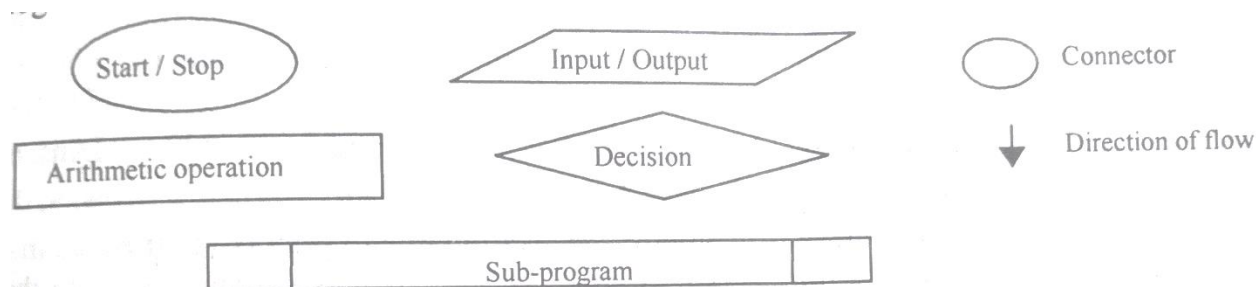 Start / Stop
Input / Output
Connector
Arithmetic operation
Decision
Direction of flow
Sub-program